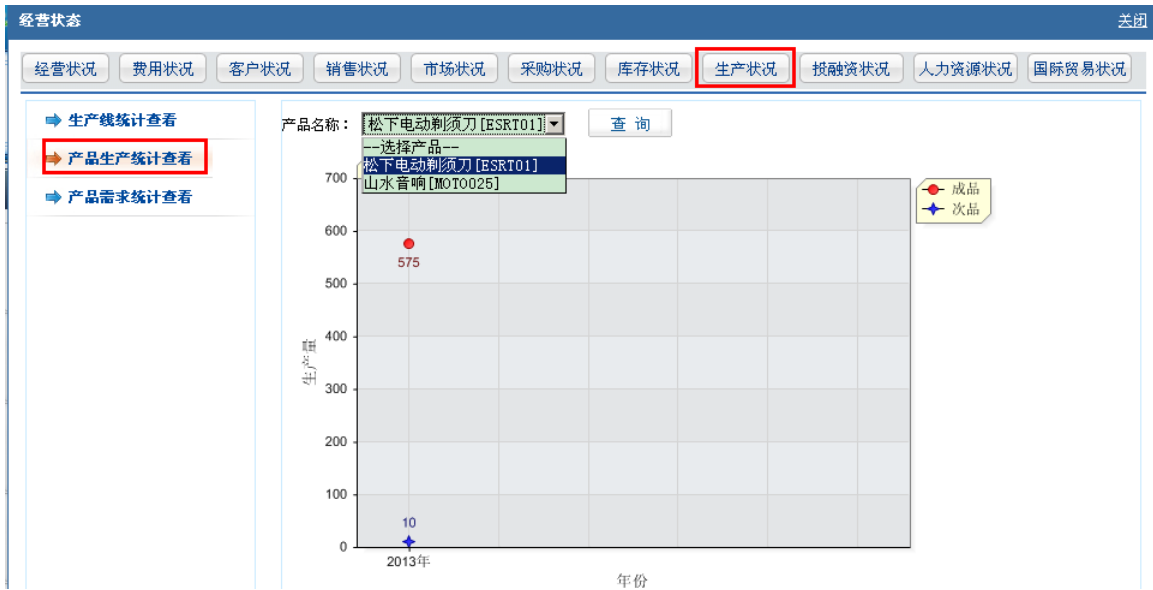 经营状态 关闭
经营状况 费用状况 客户状况 销售状况 市场状况 采购状况 库存状况 生产状况 投融资状况 人力资源状况 国际贸易状况
生产线统计查看
产品生产统计查看
产品需求统计查看
产品名称： 松下电动剃须刀[ESRT01] 查 询
--选择产品--
松下电动剃须刀[ESRT01]
山水音响[MOTO025]
成品
次品
700
600
500
400
300
200
100
0
生产量
575
10
2013年
年份